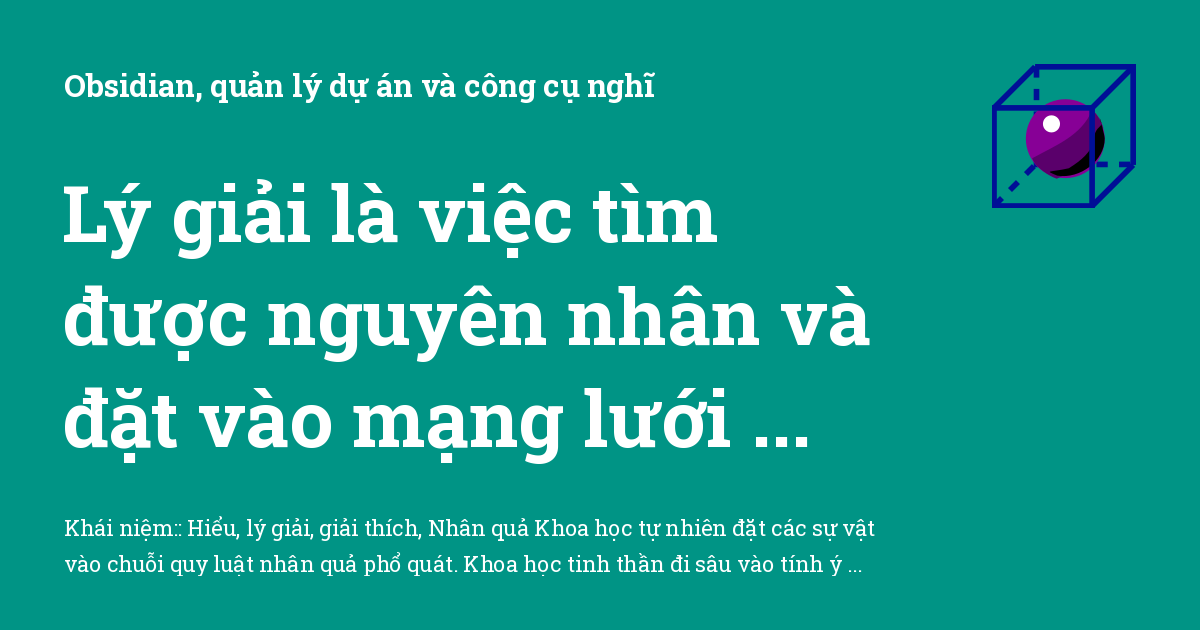 Obsidian, quản lý dự án và công cụ nghĩ
Lý giải là việc tìm
được nguyên nhân và
đặt vào mạng lưới ...
Khái niệm:: Hiểu, lý giải, giải thích, Nhân quả Khoa học tự nhiên đặt các sự vật
vào chuỗi quy luật nhân quả phổ quát. Khoa học tinh thần đi sâu vào tính ý ...